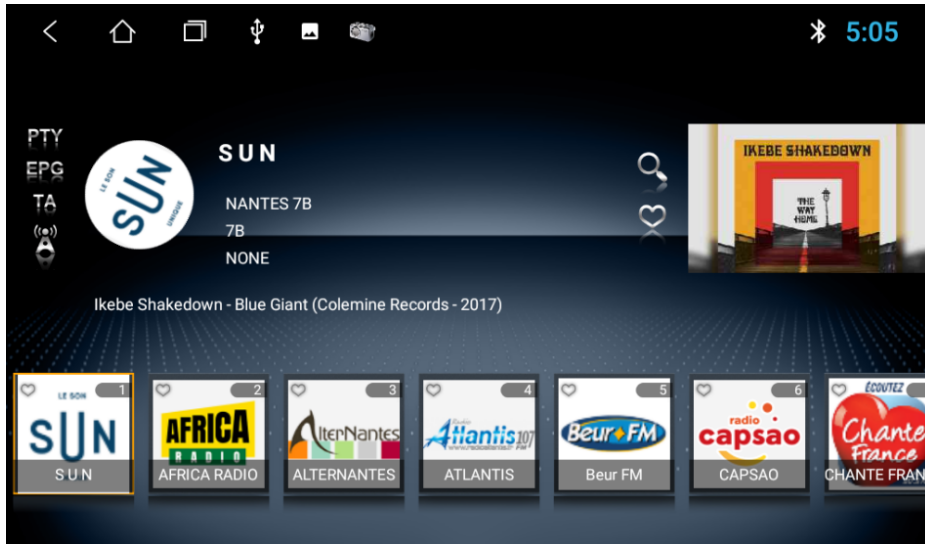 5:05
PTY
EPG
TA
LE SON
SUN
UNIQUE
SUN
NANTES 7B
7B
NONE
IKEBE SHAKEDOWN
THE
WAY
HOME
Ikebe Shakedown - Blue Giant (Colemine Records - 2017)
1
LE SON
SUN
SUN
2
AFRICA
RADIO
AFRICA RADIO
3
AlterNantes
ALTERNANTES
4
Atlantis 107
FM
ATLANTIS
5
Beur FM
Beur FM
6
radio
capsao
CAPSAO
ÉCOUTEZ
Chante
France
CHANTE FRAN